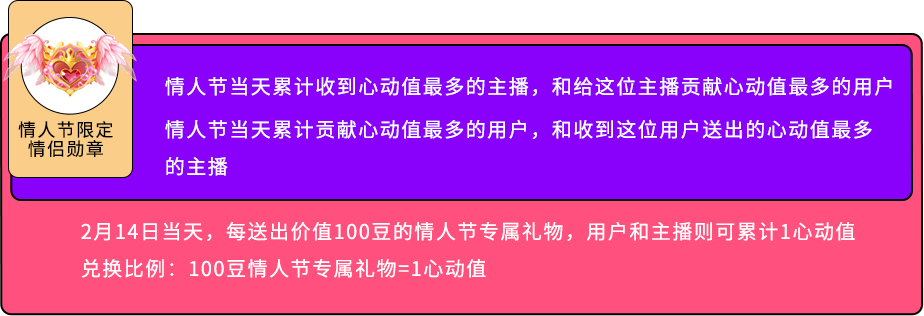 情人节限定
情侣勋章
情人节当天累计收到心动值最多的主播，和给这位主播贡献心动值最多的用户
情人节当天累计贡献心动值最多的用户，和收到这位用户送出的心动值最多
的主播
2月14日当天，每送出价值100豆的情人节专属礼物，用户和主播则可累计1心动值
兑换比例：100豆情人节专属礼物=1心动值